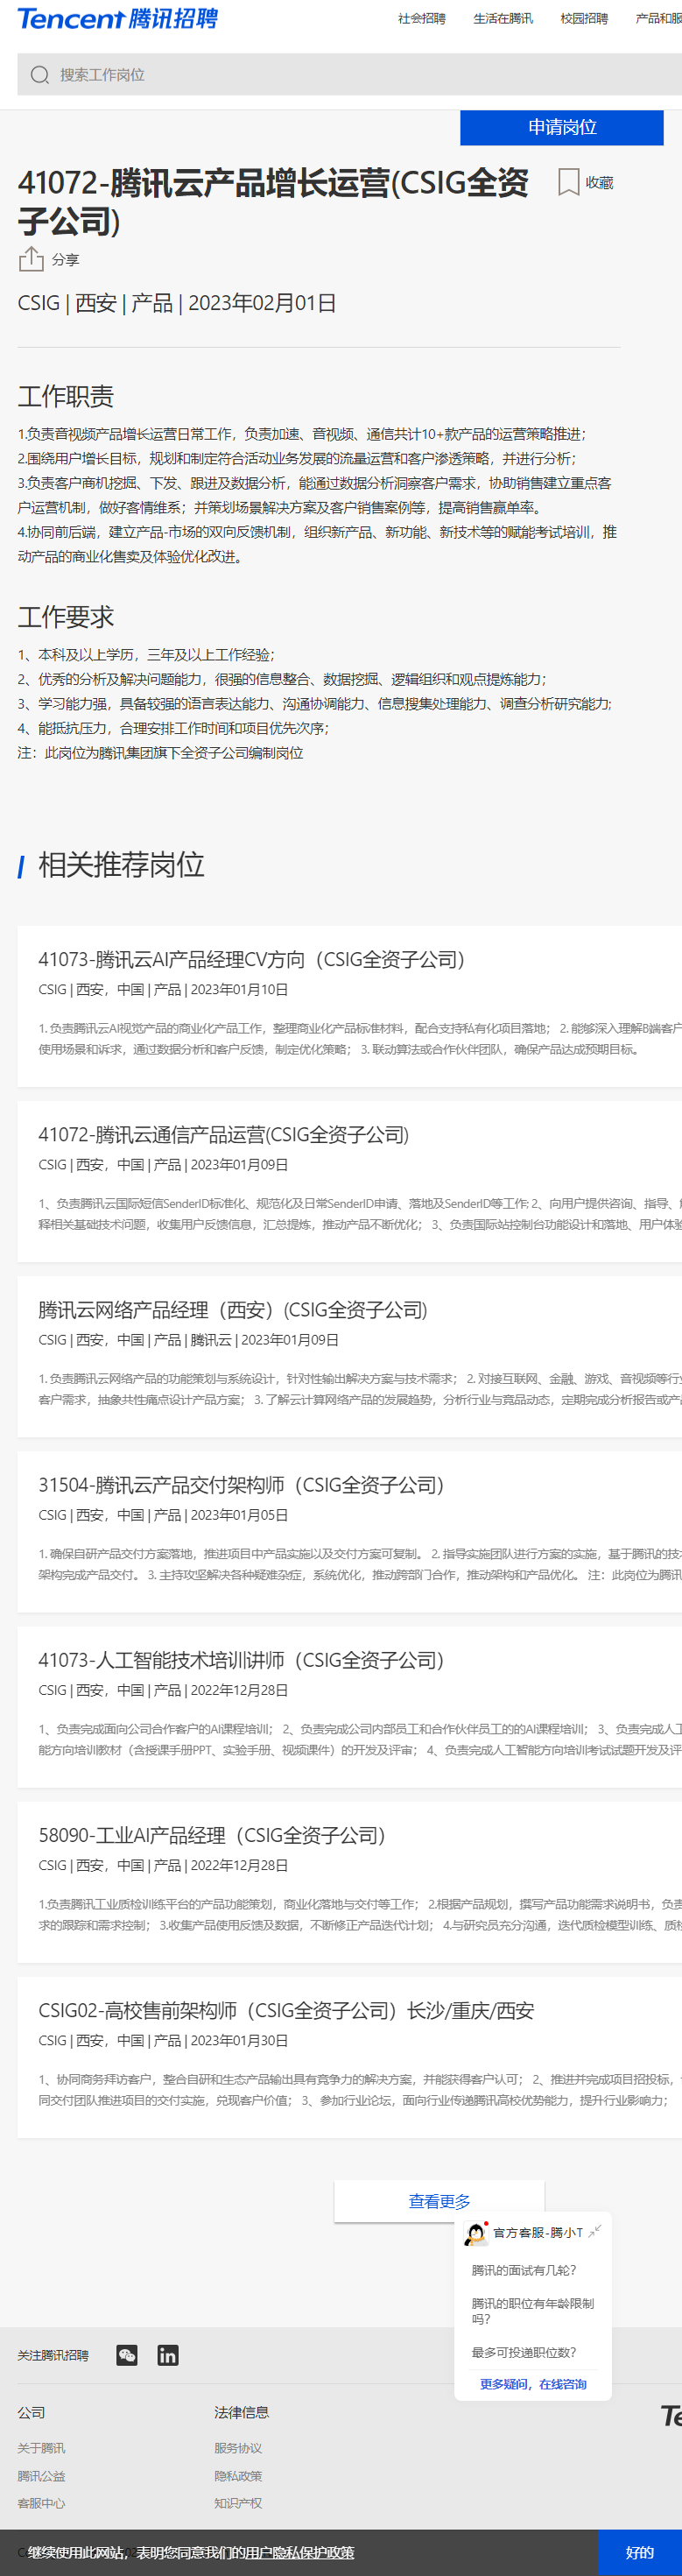 Tencent 腾讯招聘
社会招聘 生活在腾讯 校园招聘 产品和服
搜索工作岗位
申请岗位
41072-腾讯云产品增长运营(CSIG全资
子公司)
收藏
分享
CSIG | 西安 | 产品 | 2023年02月01日
工作职责
1.负责音视频产品增长运营日常工作，负责加速、音视频、通信共计10+款产品的运营策略推进；
2.围绕用户增长目标，规划和制定符合活动业务发展的流量运营和客户渗透策略，并进行分析；
3.负责客户商机挖掘、下发、跟进及数据分析，能通过数据分析洞察客户需求，协助销售建立重点客
户运营机制，做好客情维系；并策划场景解决方案及客户销售案例等，提高销售赢单率。
4.协同前后端，建立产品-市场的双向反馈机制，组织新产品、新功能、新技术等的赋能考试培训，推
动产品的商业化售卖及体验优化改进。
工作要求
1、本科及以上学历，三年及以上工作经验；
2、优秀的分析及解决问题能力，很强的信息整合、数据挖掘、逻辑组织和观点提炼能力；
3、学习能力强，具备较强的语言表达能力、沟通协调能力、信息搜集处理能力、调查分析研究能力;
4、能抵抗压力，合理安排工作时间和项目优先次序；
注：此岗位为腾讯集团旗下全资子公司编制岗位
相关推荐岗位
41073-腾讯云AI产品经理CV方向（CSIG全资子公司）
CSIG | 西安，中国 | 产品 | 2023年01月10日
1. 负责腾讯云AI视觉产品的商业化产品工作，整理商业化产品标准材料，配合支持私有化项目落地； 2. 能够深入理解B端客户
使用场景和诉求，通过数据分析和客户反馈，制定优化策略； 3. 联动算法或合作伙伴团队，确保产品达成预期目标。
41072-腾讯云通信产品运营(CSIG全资子公司)
CSIG | 西安，中国 | 产品 | 2023年01月09日
1、负责腾讯云国际短信SenderID标准化、规范化及日常SenderID申请、落地及SenderID等工作; 2、向用户提供咨询、指导、
释相关基础技术问题，收集用户反馈信息，汇总提炼，推动产品不断优化； 3、负责国际站控制台功能设计和落地、用户体验
腾讯云网络产品经理（西安）(CSIG全资子公司)
CSIG | 西安，中国 | 产品 | 腾讯云 | 2023年01月09日
1. 负责腾讯云网络产品的功能策划与系统设计，针对性输出解决方案与技术需求； 2. 对接互联网、金融、游戏、音视频等行业
客户需求，抽象共性痛点设计产品方案； 3. 了解云计算网络产品的发展趋势，分析行业与竞品动态，定期完成分析报告或产品
31504-腾讯云产品交付架构师（CSIG全资子公司）
CSIG | 西安，中国 | 产品 | 2023年01月05日
1. 确保自研产品交付方案落地，推进项目中产品实施以及交付方案可复制。 2. 指导实施团队进行方案的实施，基于腾讯的技术
架构完成产品交付。 3. 主持攻坚解决各种疑难杂症，系统优化，推动跨部门合作，推动架构和产品优化。 注：此岗位为腾讯
41073-人工智能技术培训讲师（CSIG全资子公司）
CSIG | 西安，中国 | 产品 | 2022年12月28日
1、负责完成面向公司合作客户的AI课程培训； 2、负责完成公司内部员工和合作伙伴员工的的AI课程培训； 3、负责完成人工
能方向培训教材（含授课手册PPT、实验手册、视频课件）的开发及评审； 4、负责完成人工智能方向培训考试试题开发及评
58090-工业AI产品经理（CSIG全资子公司）
CSIG | 西安，中国 | 产品 | 2022年12月28日
1.负责腾讯工业质检训练平台的产品功能策划，商业化落地与交付等工作； 2.根据产品规划，撰写产品功能需求说明书，负责
求的跟踪和需求控制； 3.收集产品使用反馈及数据，不断修正产品迭代计划； 4.与研究员充分沟通，迭代质检模型训练、质检
CSIG02-高校售前架构师（CSIG全资子公司）长沙/重庆/西安
CSIG | 西安，中国 | 产品 | 2023年01月30日
1、协同商务拜访客户，整合自研和生态产品输出具有竞争力的解决方案，并能获得客户认可； 2、推进并完成项目招投标，
同交付团队推进项目的交付实施，兑现客户价值； 3、参加行业论坛，面向行业传递腾讯高校优势能力，提升行业影响力；
查看更多
官方客服-腾小T
腾讯的面试有几轮?
腾讯的职位有年龄限制
吗?
最多可投递职位数?
更多疑问，在线咨询
关注腾讯招聘
公司 法律信息
关于腾讯 服务协议
腾讯公益 隐私政策
客服中心 知识产权
继续使用此网站，表明您同意我们的用户隐私保护政策
好的